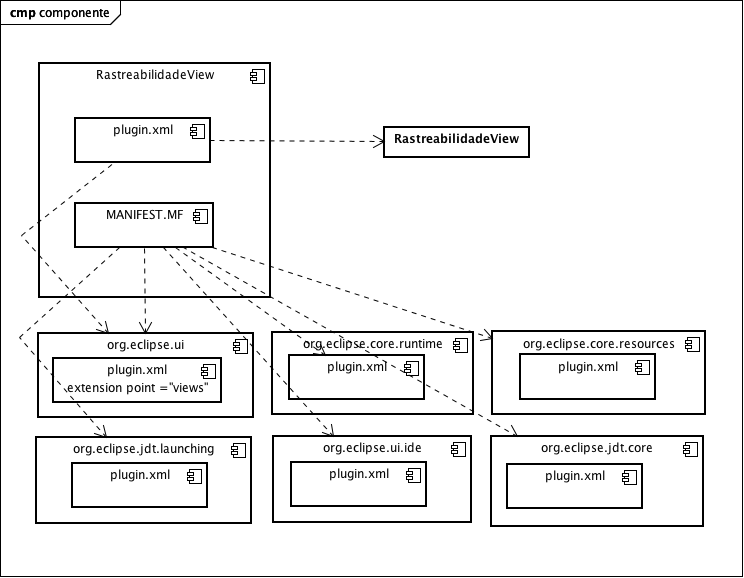 cmp componente
RastreabilidadeView
plugin.xml
RastreabilidadeView
MANIFEST.MF
org.eclipse.ui
plugin.xml
extension point ="views"
org.eclipse.core.runtime
plugin.xml
org.eclipse.core.resources
plugin.xml
org.eclipse.jdt.launching
plugin.xml
org.eclipse.ui.ide
plugin.xml
org.eclipse.jdt.core
plugin.xml